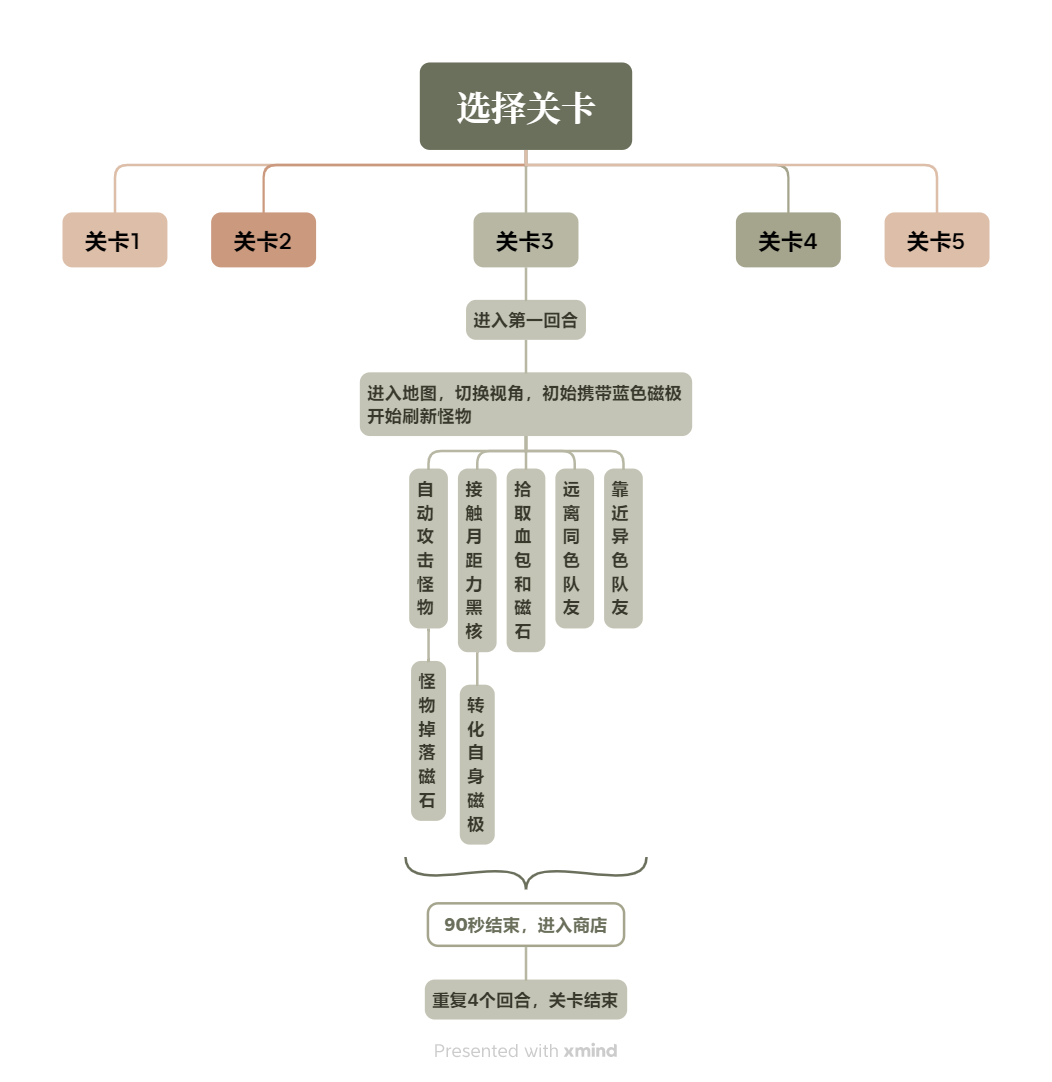 选择关卡
关卡1
关卡2
关卡3
关卡4
关卡5
进入第一回合
进入地图，切换视角，初始携带蓝色磁极
开始刷新怪物
自动攻击怪物
接触月距力黑核
拾取血包和磁石
远离同色队友
靠近异色队友
怪物掉落磁石
转化自身磁极
90秒结束，进入商店
重复4个回合，关卡结束
Presented with xmind